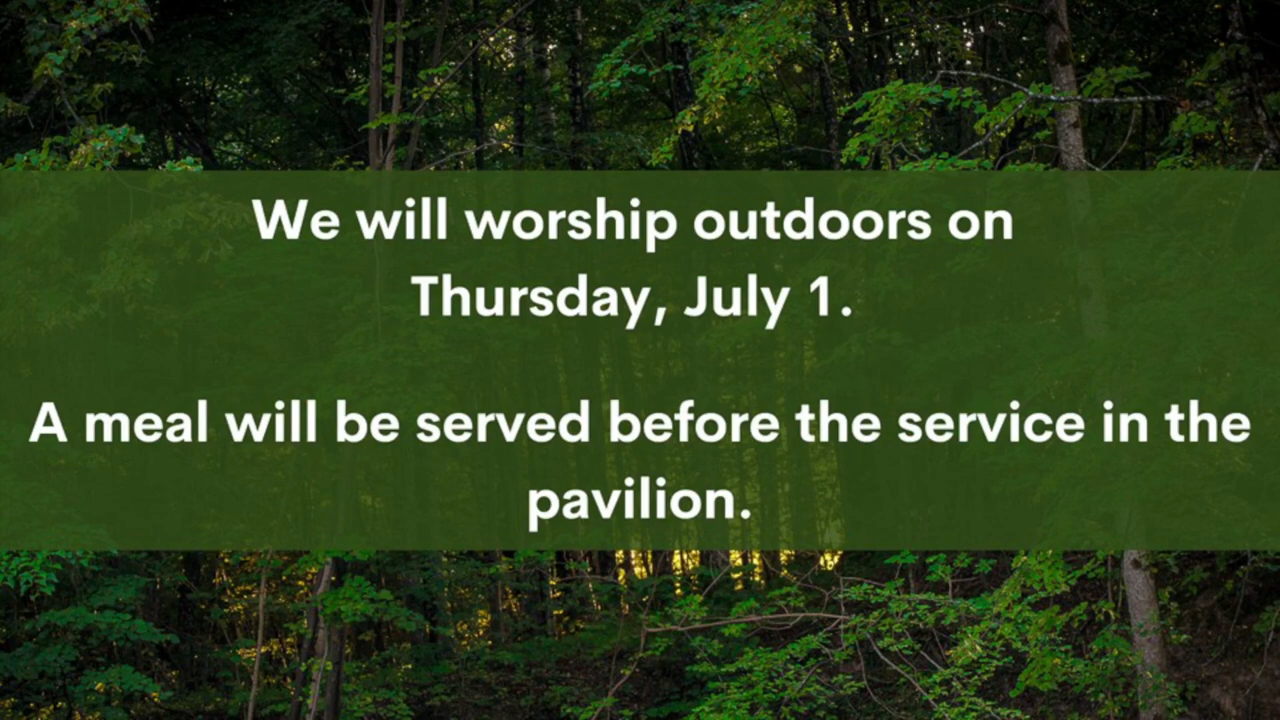 We will worship outdoors on
Thursday, July 1.
A meal will be served before the service in the
pavilion.